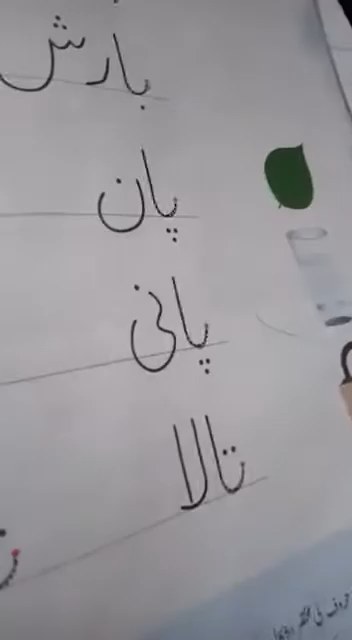 بارش
پان
پانی
تالا